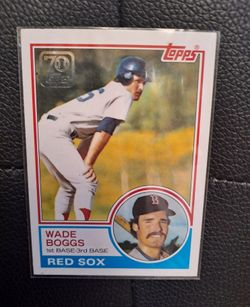 70
Topps
WADE
BOGGS
1st BASE-3rd BASE
RED SOX
B